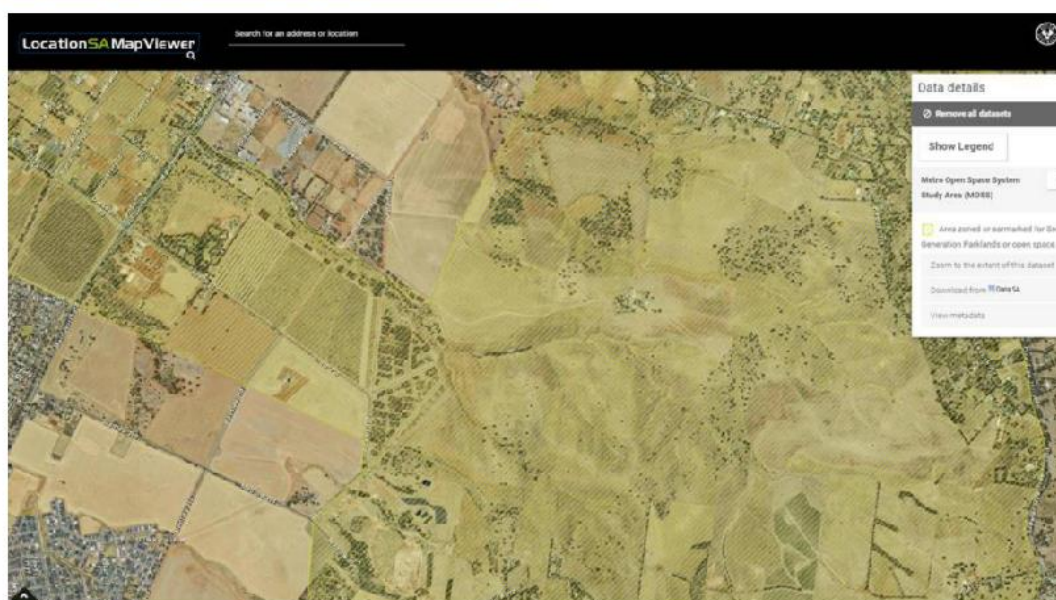 LocationSA MapViewer
Search for an address or location
Data details
Remove all datasets
Show Legend
Metro Open Space System
Study Area (MOSS)
Area zoned or earmarked for
Generation Parklands or open space
Zoom to the extent of this dataset
Download from Data SA
View metadata